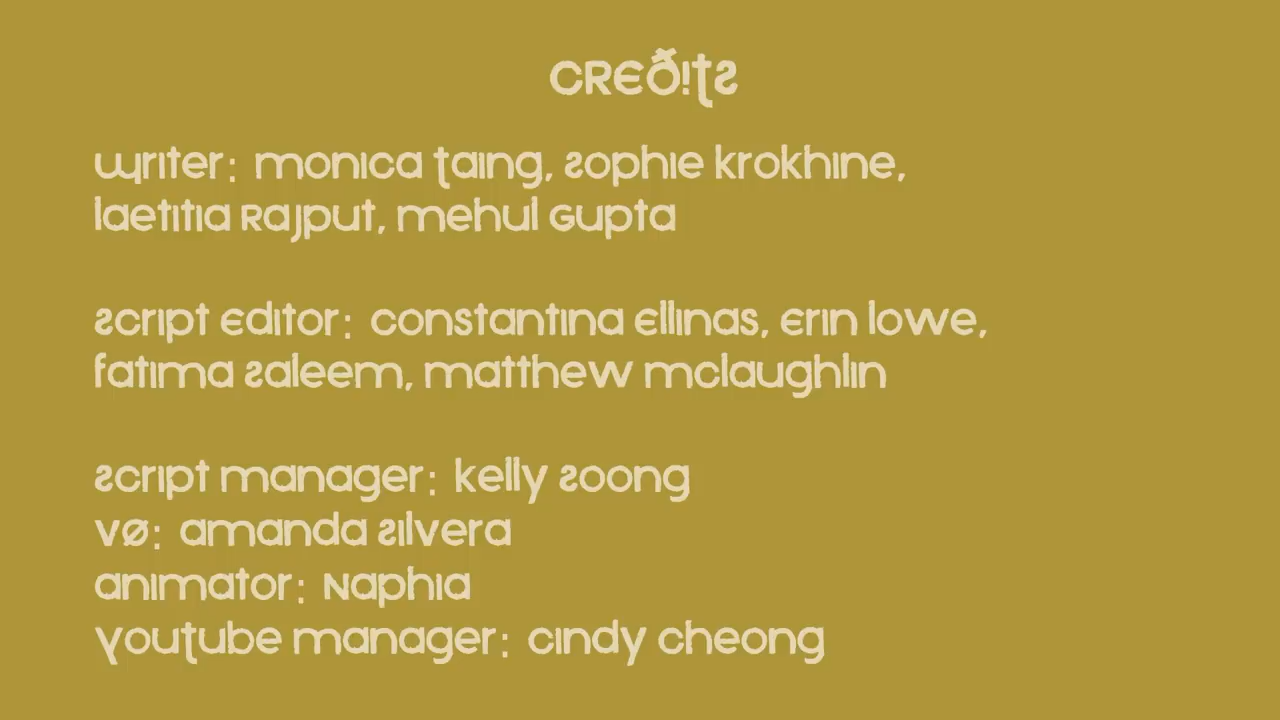 CREDITS
Writer: Monica Taing, Sophie Krokhine,
Laetitia Rajput, Mehul Gupta
Script Editor: Constantina Ellinas, Erin Lowe,
Fatima Saleem, Matthew McLaughlin
Script Manager: Kelly Soong
VO: Amanda Silvera
Animator: Naphia
Youtube Manager: Cindy Cheong